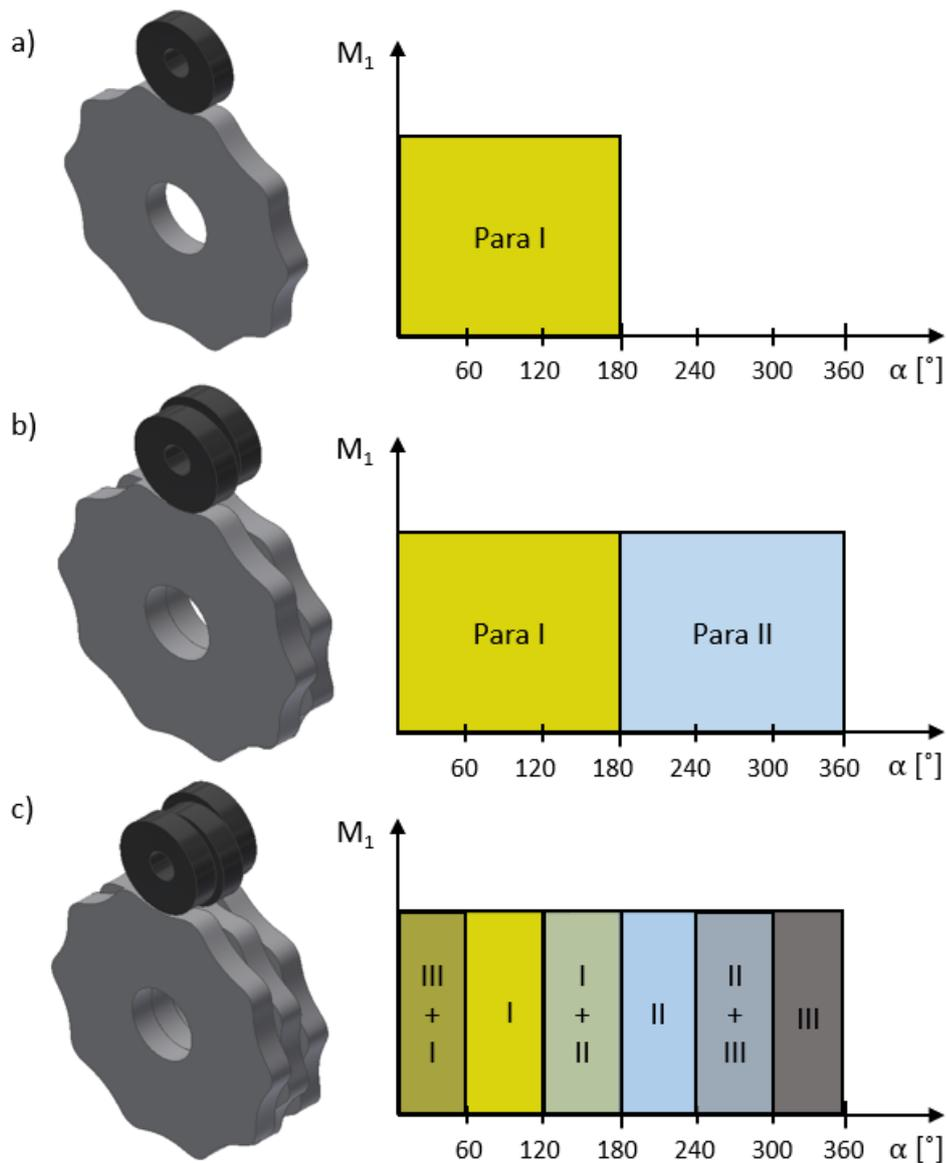 a)
M₁
Para I
60 120 180 240 300 360 α [°]
b)
M₁
Para I Para II
60 120 180 240 300 360 α [°]
c)
M₁
III + I
I
I + II
II
II + III
III
60 120 180 240 300 360 α [°]